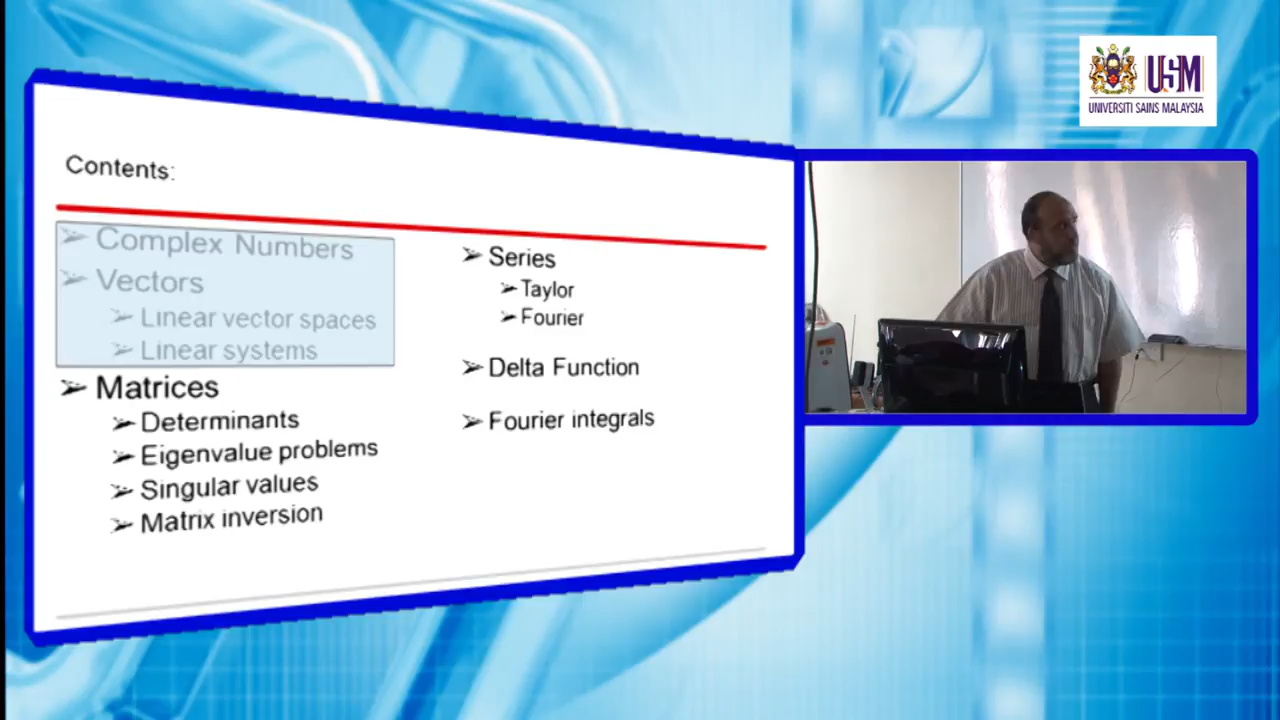 Contents:
Complex Numbers
Vectors
Linear vector spaces
Linear systems
Matrices
Determinants
Eigenvalue problems
Singular values
Matrix inversion
Series
Taylor
Fourier
Delta Function
Fourier integrals
USM
UNIVERSITI SAINS MALAYSIA